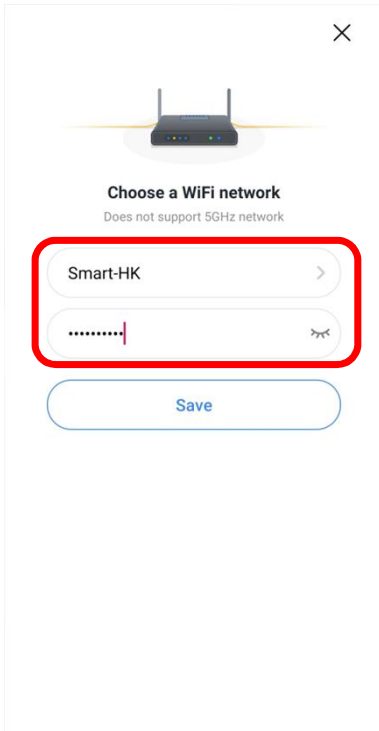 Choose a WiFi network
Does not support 5GHz network
Smart-HK
••••••••••
Save